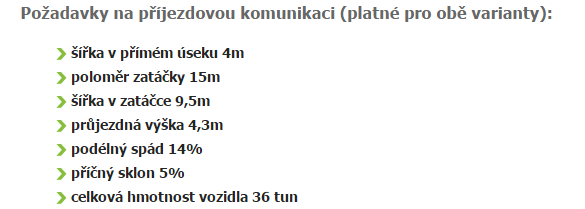 Požadavky na příjezdovou komunikaci (platné pro obě varianty):
šířka v přímém úseku 4m
poloměr zatáčky 15m
šířka v zatáčce 9,5m
průjezdná výška 4,3m
podélný spád 14%
příčný sklon 5%
celková hmotnost vozidla 36 tun